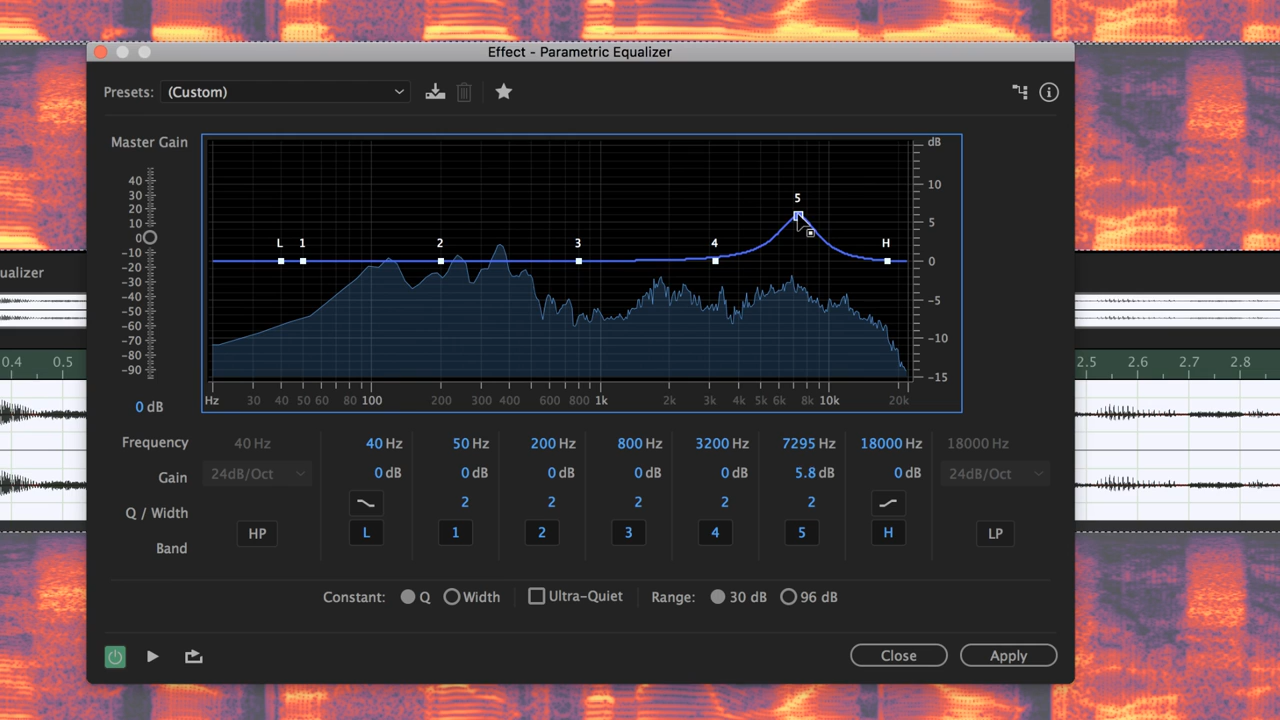 Effect - Parametric Equalizer
Presets: (Custom)
Master Gain
dB
40
30
20
10
0
-10
-20
-30
-40
-50
-60
-70
-80
-90
0 dB
L 1 2 3 4 5 H
10
5
0
-5
-10
-15
Hz 30 40 50 60 80 100 200 300 400 600 800 1k 2k 3k 4k 5k 6k 8k 10k 20k
ualizer
0.4 0.5
2.5 2.6 2.7 2.8
Frequency 40 Hz 40 Hz 50 Hz 200 Hz 800 Hz 3200 Hz 7295 Hz 18000 Hz 18000 Hz
Gain 24dB/Oct 0 dB 0 dB 0 dB 0 dB 0 dB 5.8 dB 0 dB 24dB/Oct
Q / Width 2 2 2 2 2
Band HP L 1 2 3 4 5 H LP
Constant: Q Width Ultra-Quiet Range: 30 dB 96 dB
Close Apply